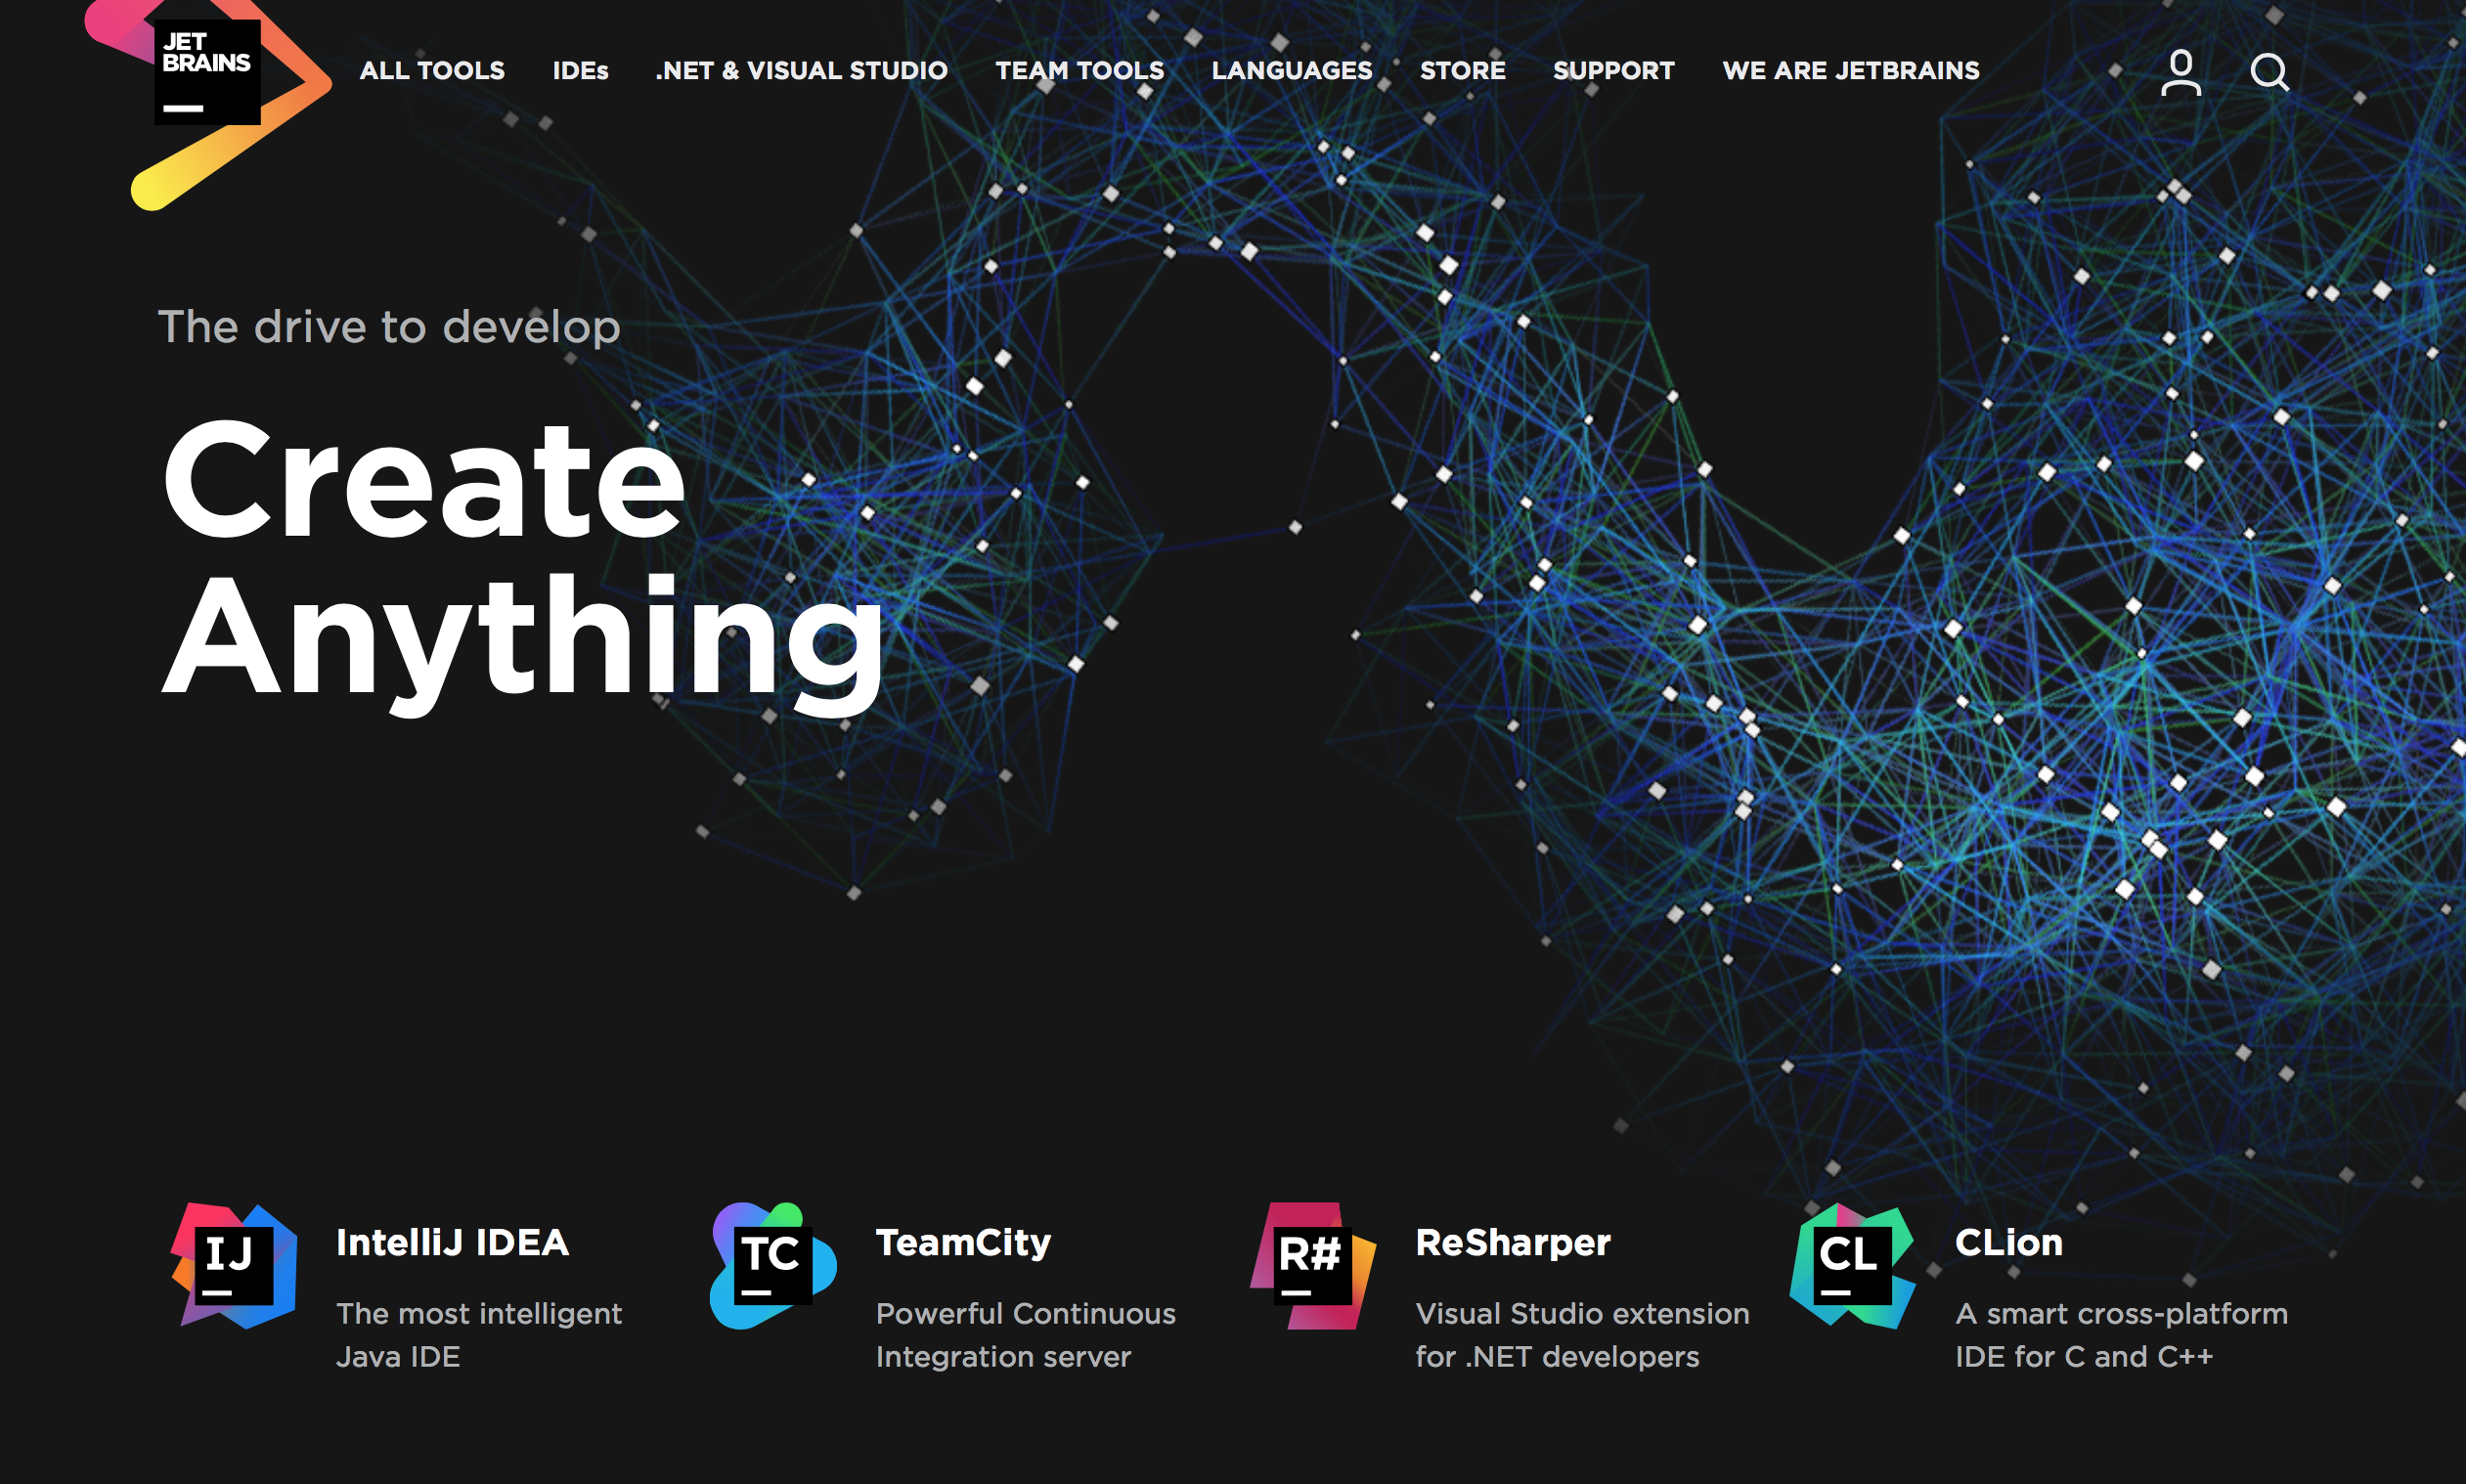 JET
BRAINS
ALL TOOLS IDEs .NET & VISUAL STUDIO TEAM TOOLS LANGUAGES STORE SUPPORT WE ARE JETBRAINS
The drive to develop
Create
Anything
IJ
IntelliJ IDEA
The most intelligent
Java IDE
TC
TeamCity
Powerful Continuous
Integration server
R#
ReSharper
Visual Studio extension
for .NET developers
CL
CLion
A smart cross-platform
IDE for C and C++